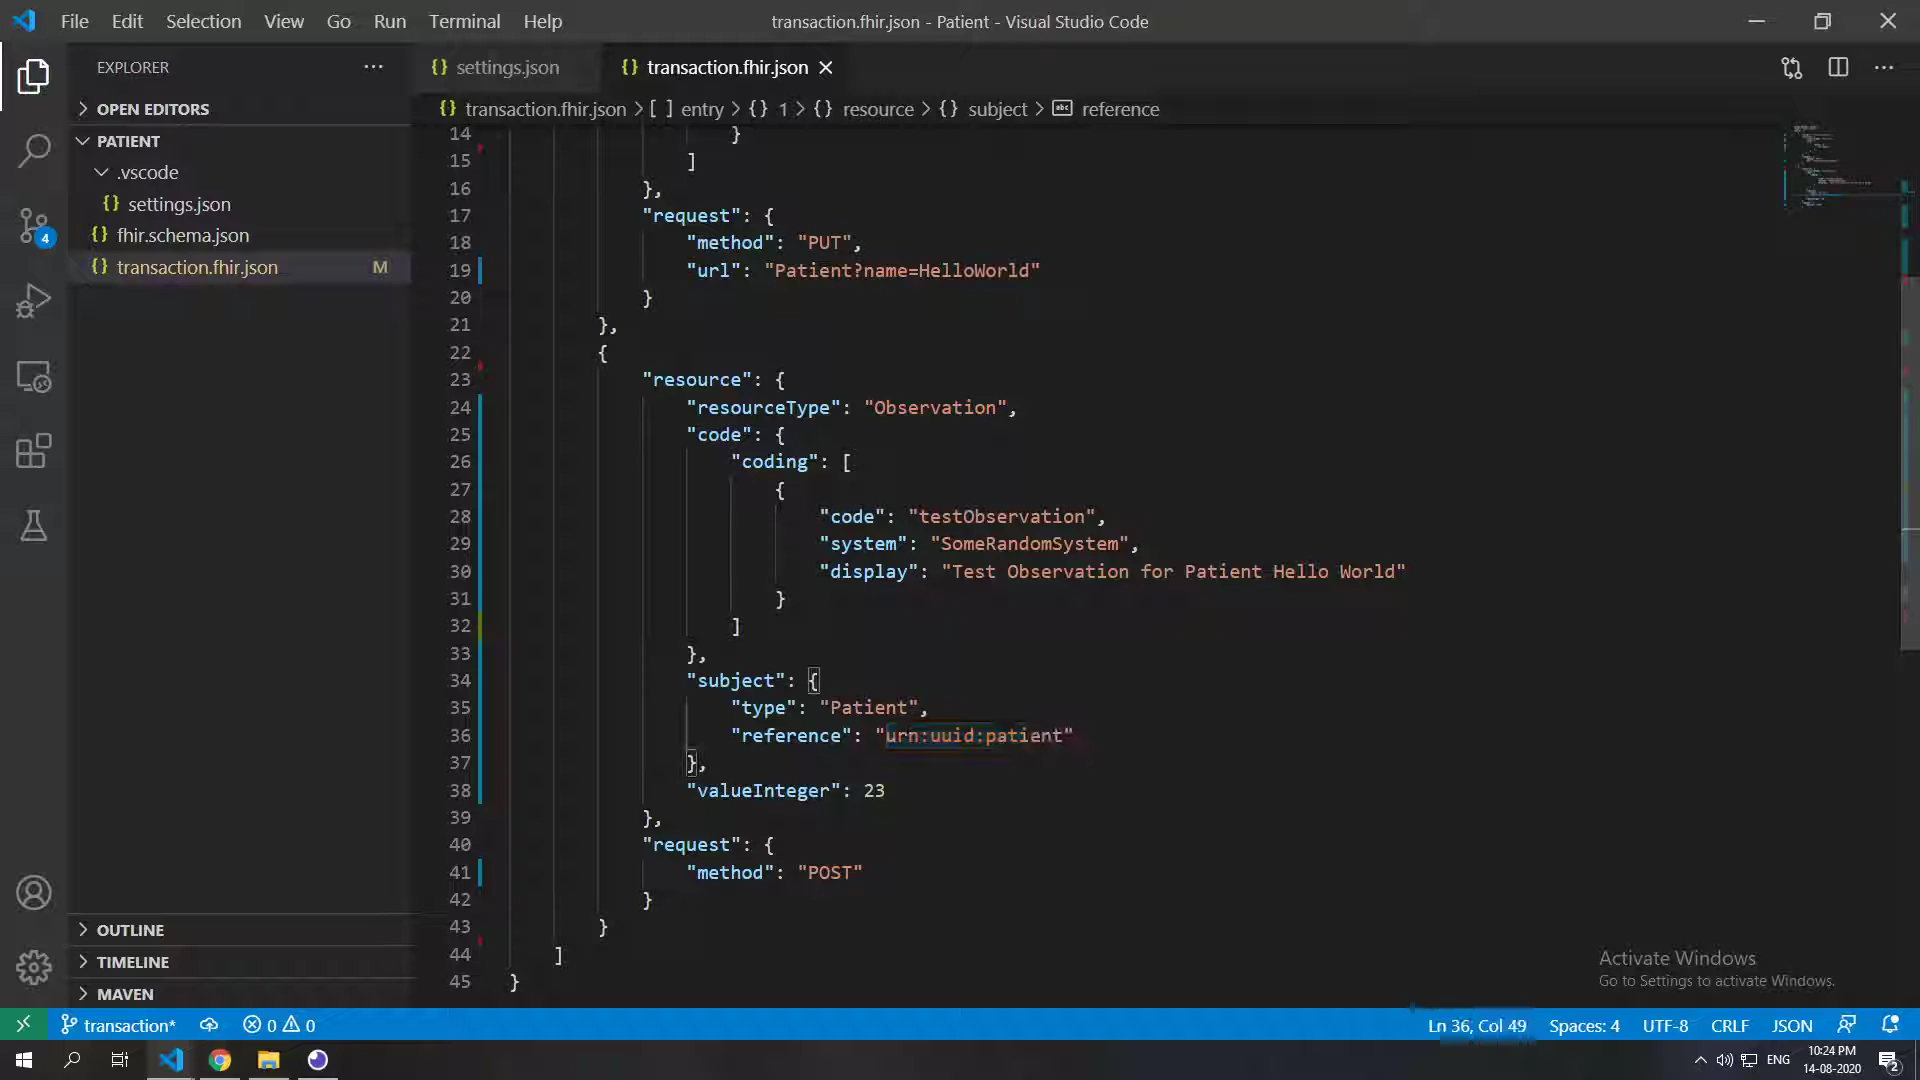 File Edit Selection View Go Run Terminal Help
transaction.fhir.json - Patient - Visual Studio Code
EXPLORER
OPEN EDITORS
PATIENT
.vscode
{} settings.json
{} fhir.schema.json
{} transaction.fhir.json M
OUTLINE
TIMELINE
MAVEN
4
{} settings.json {} transaction.fhir.json
{} transaction.fhir.json > [ ] entry > {} 1 > {} resource > {} subject > abc reference
14 }
15 ]
16 },
17 "request": {
18 "method": "PUT",
19 "url": "Patient?name=HelloWorld"
20 }
21 },
22 {
23 "resource": {
24 "resourceType": "Observation",
25 "code": {
26 "coding": [
27 {
28 "code": "testObservation",
29 "system": "SomeRandomSystem",
30 "display": "Test Observation for Patient Hello World"
31 }
32 ]
33 },
34 "subject": {
35 "type": "Patient",
36 "reference": "urn:uuid:patient"
37 },
38 "valueInteger": 23
39 },
40 "request": {
41 "method": "POST"
42 }
43 }
44 ]
45 }
Activate Windows
Go to Settings to activate Windows.
transaction* 0 0 Ln 36, Col 49 Spaces: 4 UTF-8 CRLF JSON
ENG 10:24 PM
14-08-2020
2